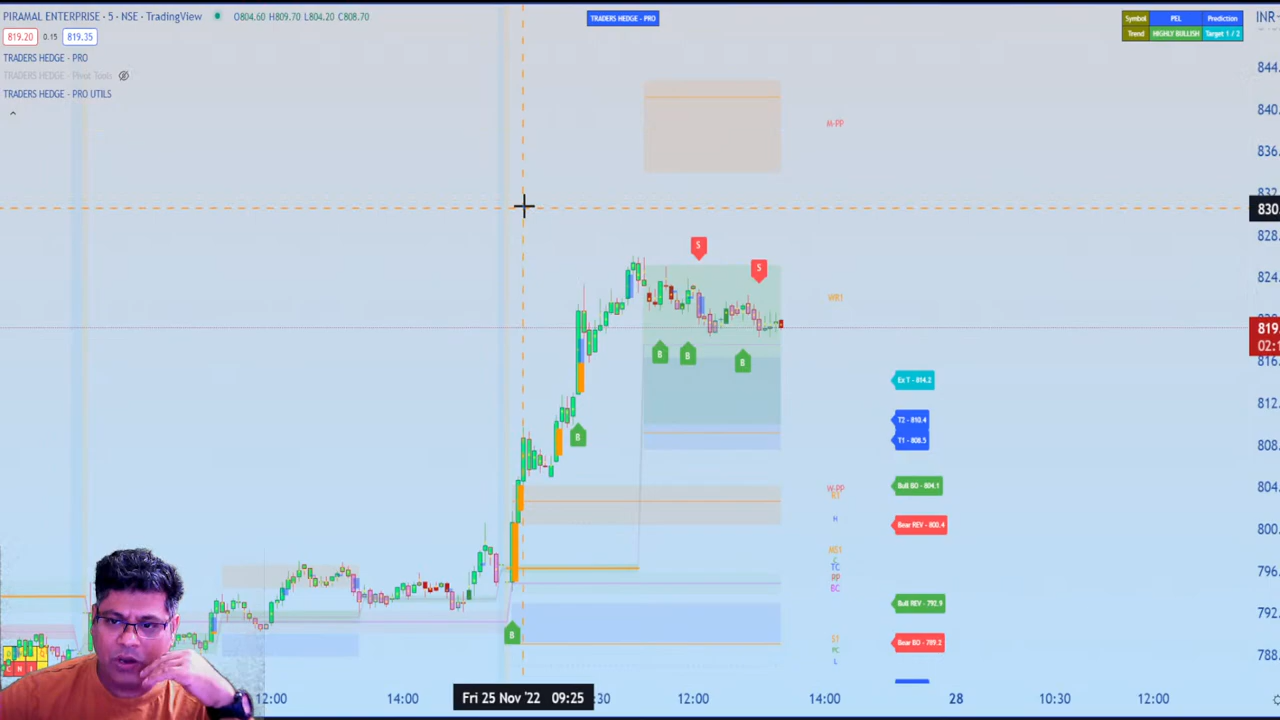 PIRAMAL ENTERPRISE · 5 · NSE · TradingView O804.60 H809.70 L804.20 C808.70
819.20 0.15 819.35
TRADERS HEDGE - PRO
TRADERS HEDGE - Pivot Tools
TRADERS HEDGE - PRO UTILS
TRADERS HEDGE - PRO
Symbol PEL Prediction
Trend HIGHLY BULLISH Target 1 / 2
INR
844.
840.
836.
832.
830.
828.
824.
819.
02:1
816.
812.
808.
804.
800.
796.
792.
788.
M-PP
WR1
W-PP
R1
H
MS1
C
TC
PP
BC
S1
PC
L
Ex T - 814.2
T2 - 810.4
T1 - 808.5
Bull BO - 804.1
Bear REV - 800.4
Bull REV - 792.9
Bear BO - 789.2
S
S
B
B
B
B
B
C N I
12:00 14:00 Fri 25 Nov '22 09:25 :30 12:00 14:00 28 10:30 12:00